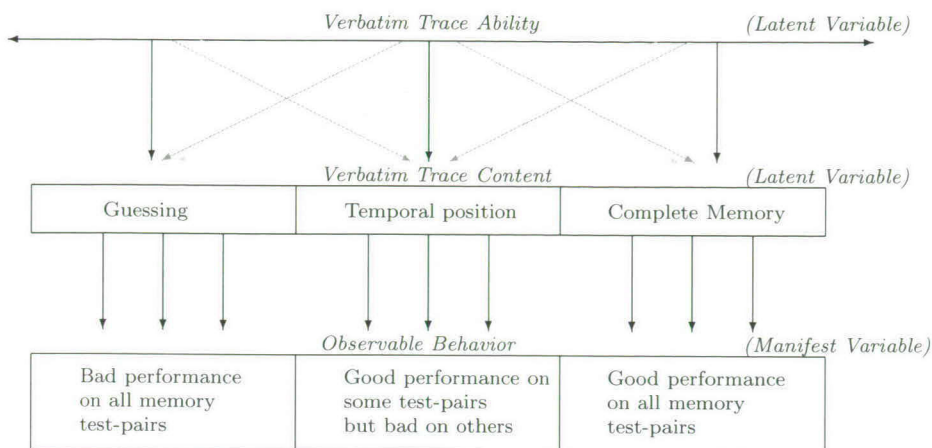 Verbatim Trace Ability (Latent Variable)
Verbatim Trace Content (Latent Variable)
Guessing Temporal position Complete Memory
Observable Behavior (Manifest Variable)
Bad performance
on all memory
test-pairs
Good performance on
some test-pairs
but bad on others
Good performance
on all memory
test-pairs